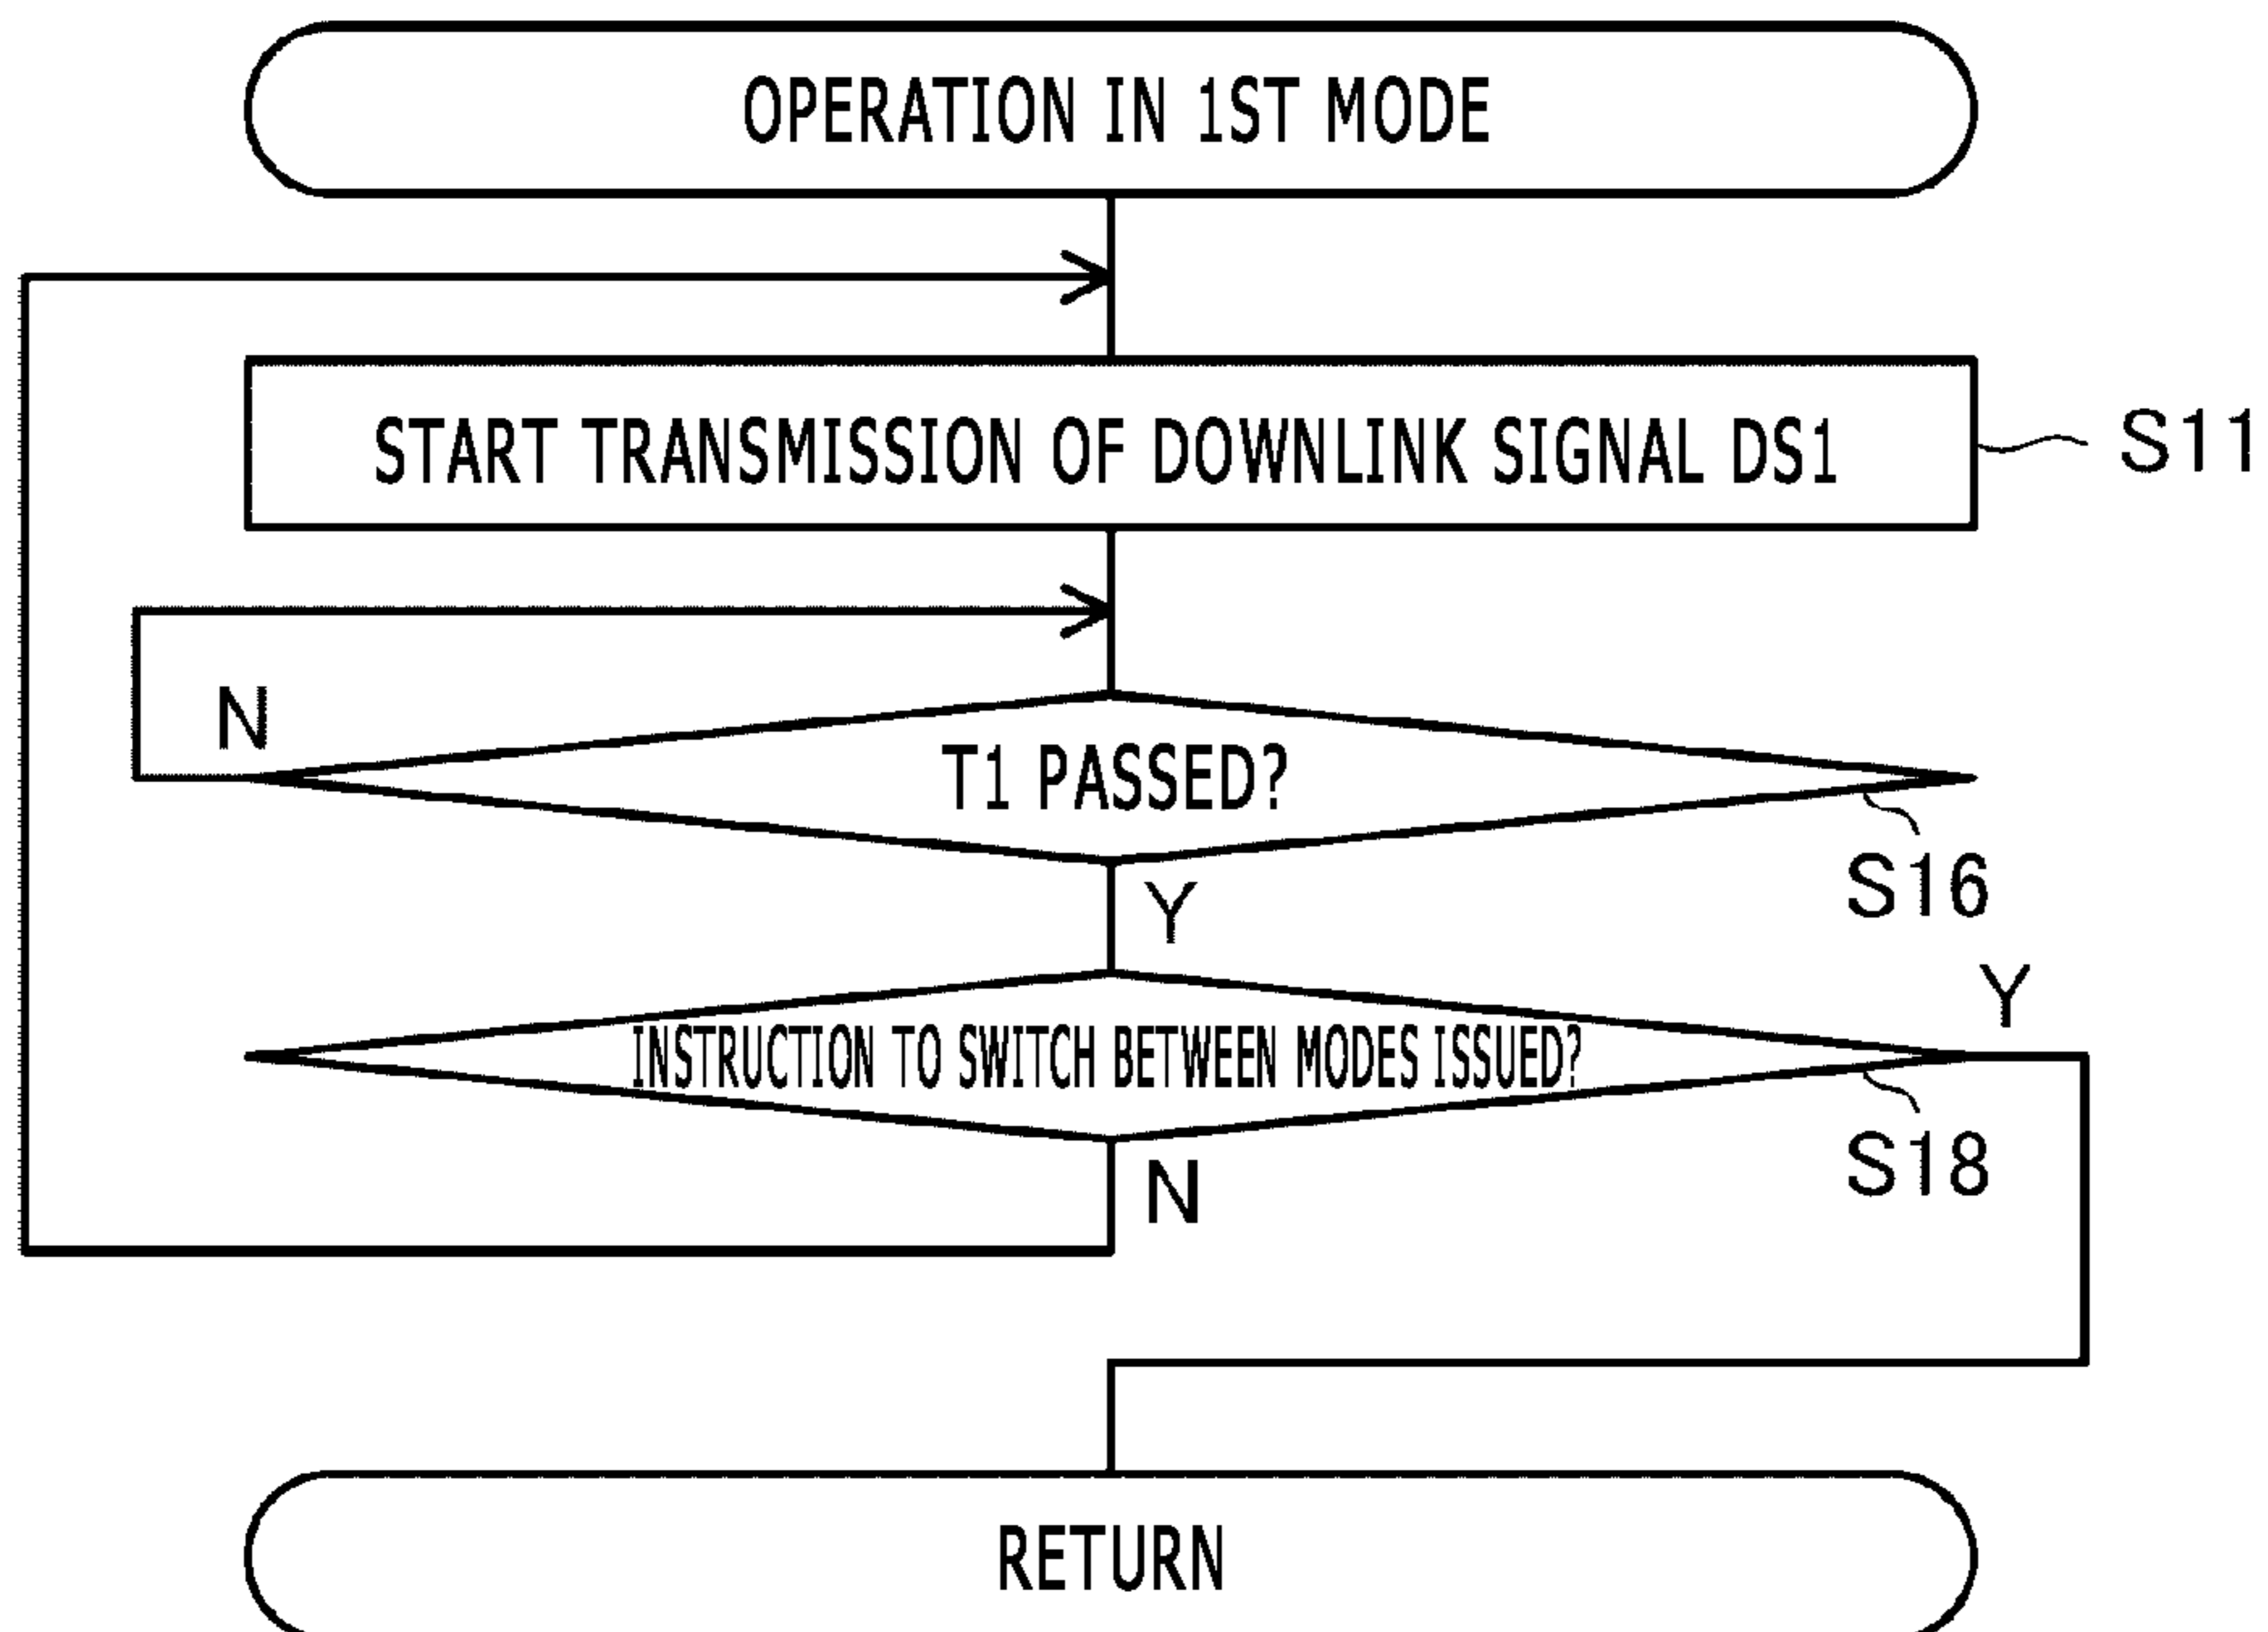 OPERATION IN 1ST MODE
START TRANSMISSION OF DOWNLINK SIGNAL DS1
S11
N
T1 PASSED?
S16
Y
Y
INSTRUCTION TO SWITCH BETWEEN MODES ISSUED?
S18
N
RETURN